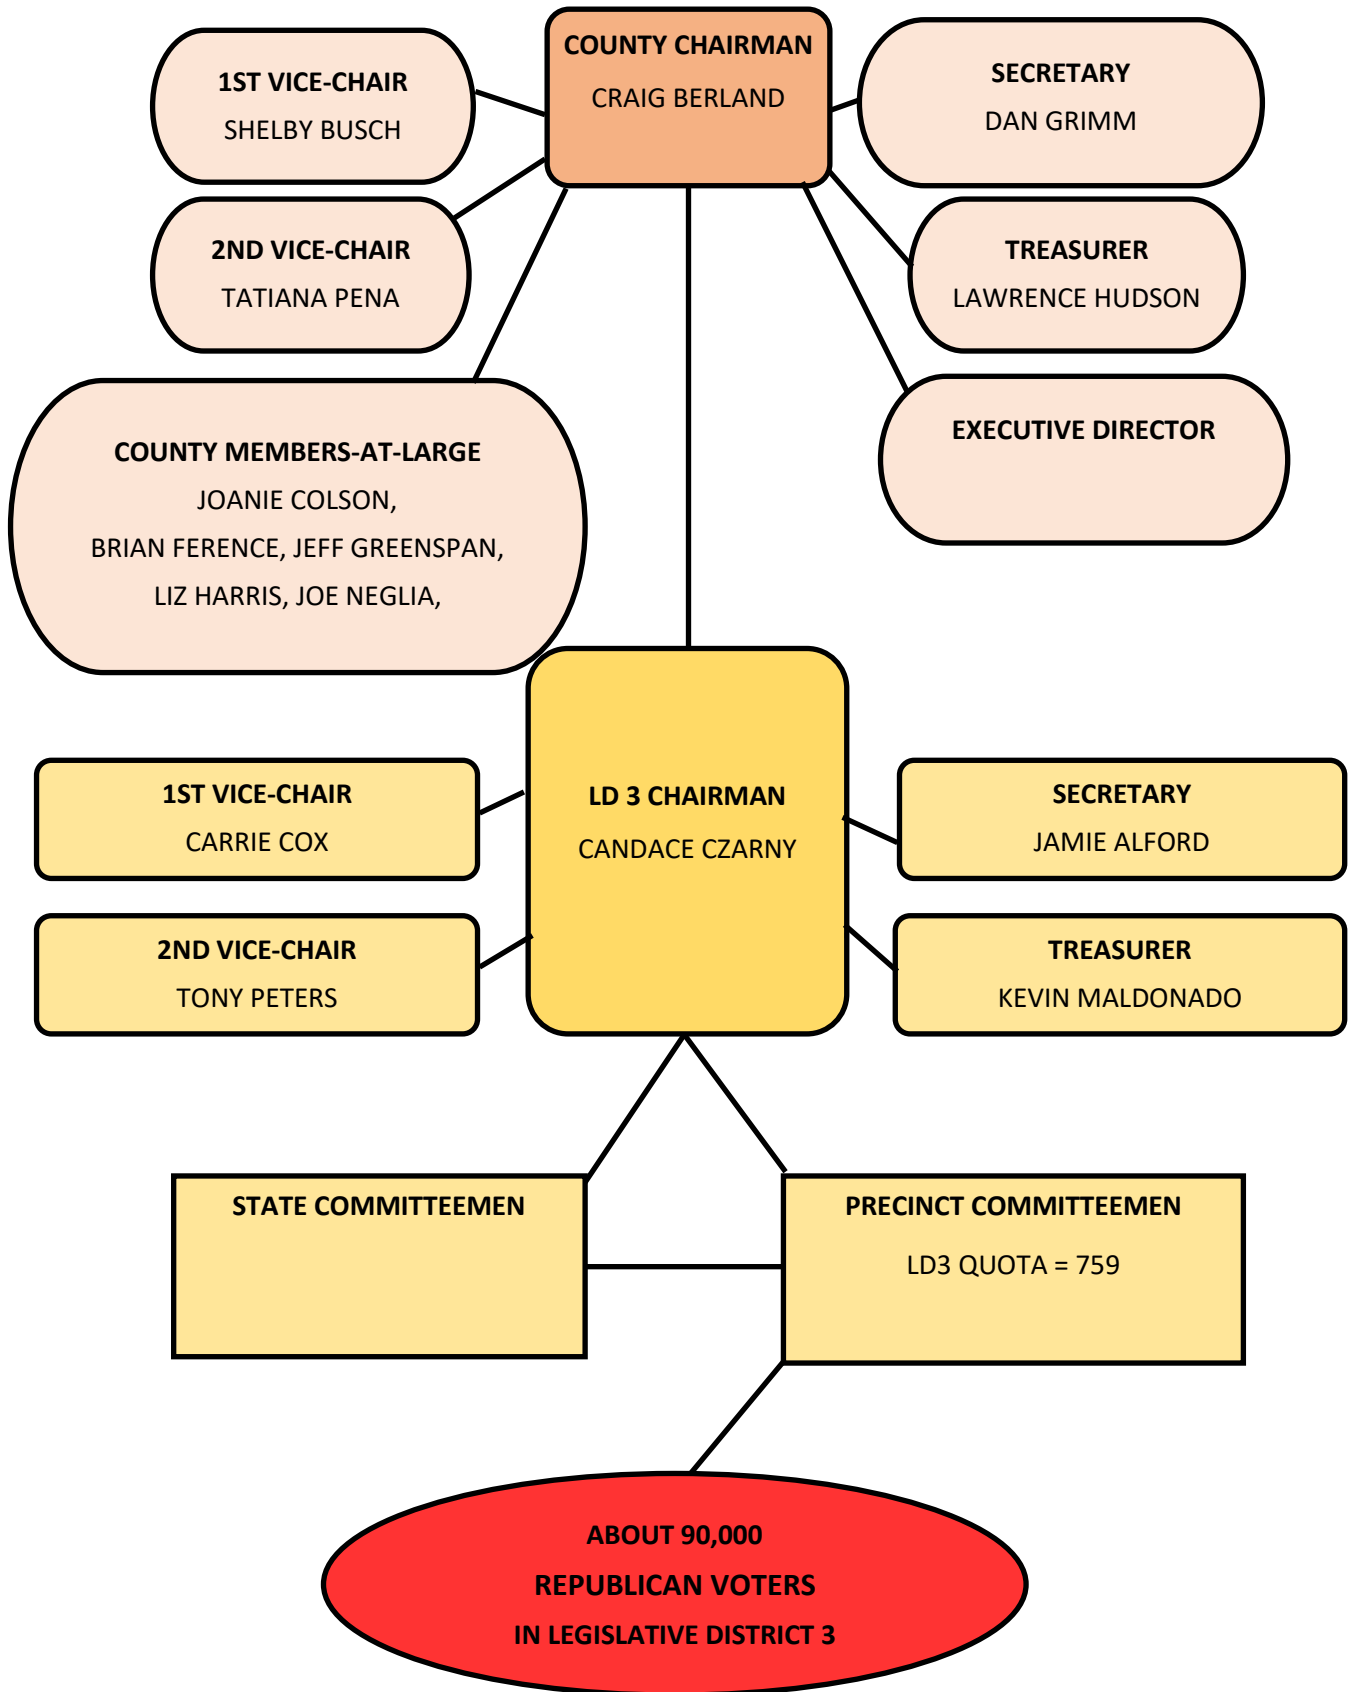 COUNTY CHAIRMAN
CRAIG BERLAND
1ST VICE-CHAIR
SHELBY BUSCH
SECRETARY
DAN GRIMM
2ND VICE-CHAIR
TATIANA PENA
TREASURER
LAWRENCE HUDSON
COUNTY MEMBERS-AT-LARGE
JOANIE COLSON,
BRIAN FERENCE, JEFF GREENSPAN,
LIZ HARRIS, JOE NEGLIA,
EXECUTIVE DIRECTOR
LD 3 CHAIRMAN
CANDACE CZARNY
1ST VICE-CHAIR
CARRIE COX
SECRETARY
JAMIE ALFORD
2ND VICE-CHAIR
TONY PETERS
TREASURER
KEVIN MALDONADO
STATE COMMITTEEMEN
PRECINCT COMMITTEEMEN
LD3 QUOTA = 759
ABOUT 90,000
REPUBLICAN VOTERS
IN LEGISLATIVE DISTRICT 3